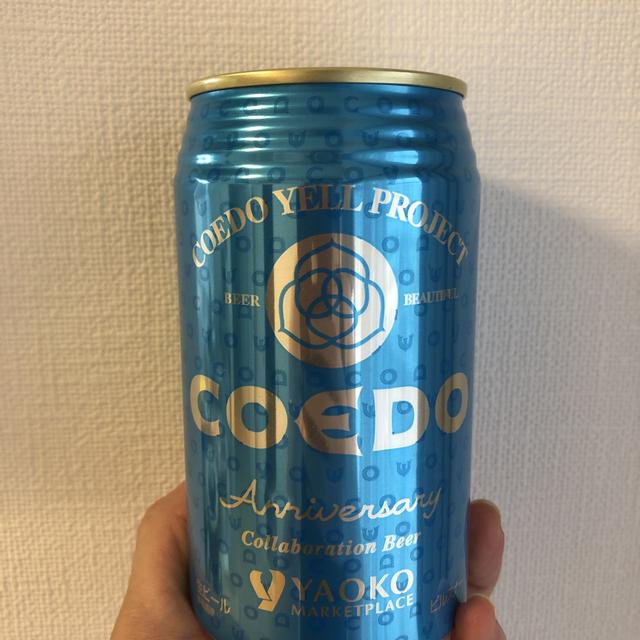 COEDO YELL PROJECT
BEER BEAUTIFUL
COEDO
Anniversary
Collaboration Beer
YAOKO
MARKETPLACE